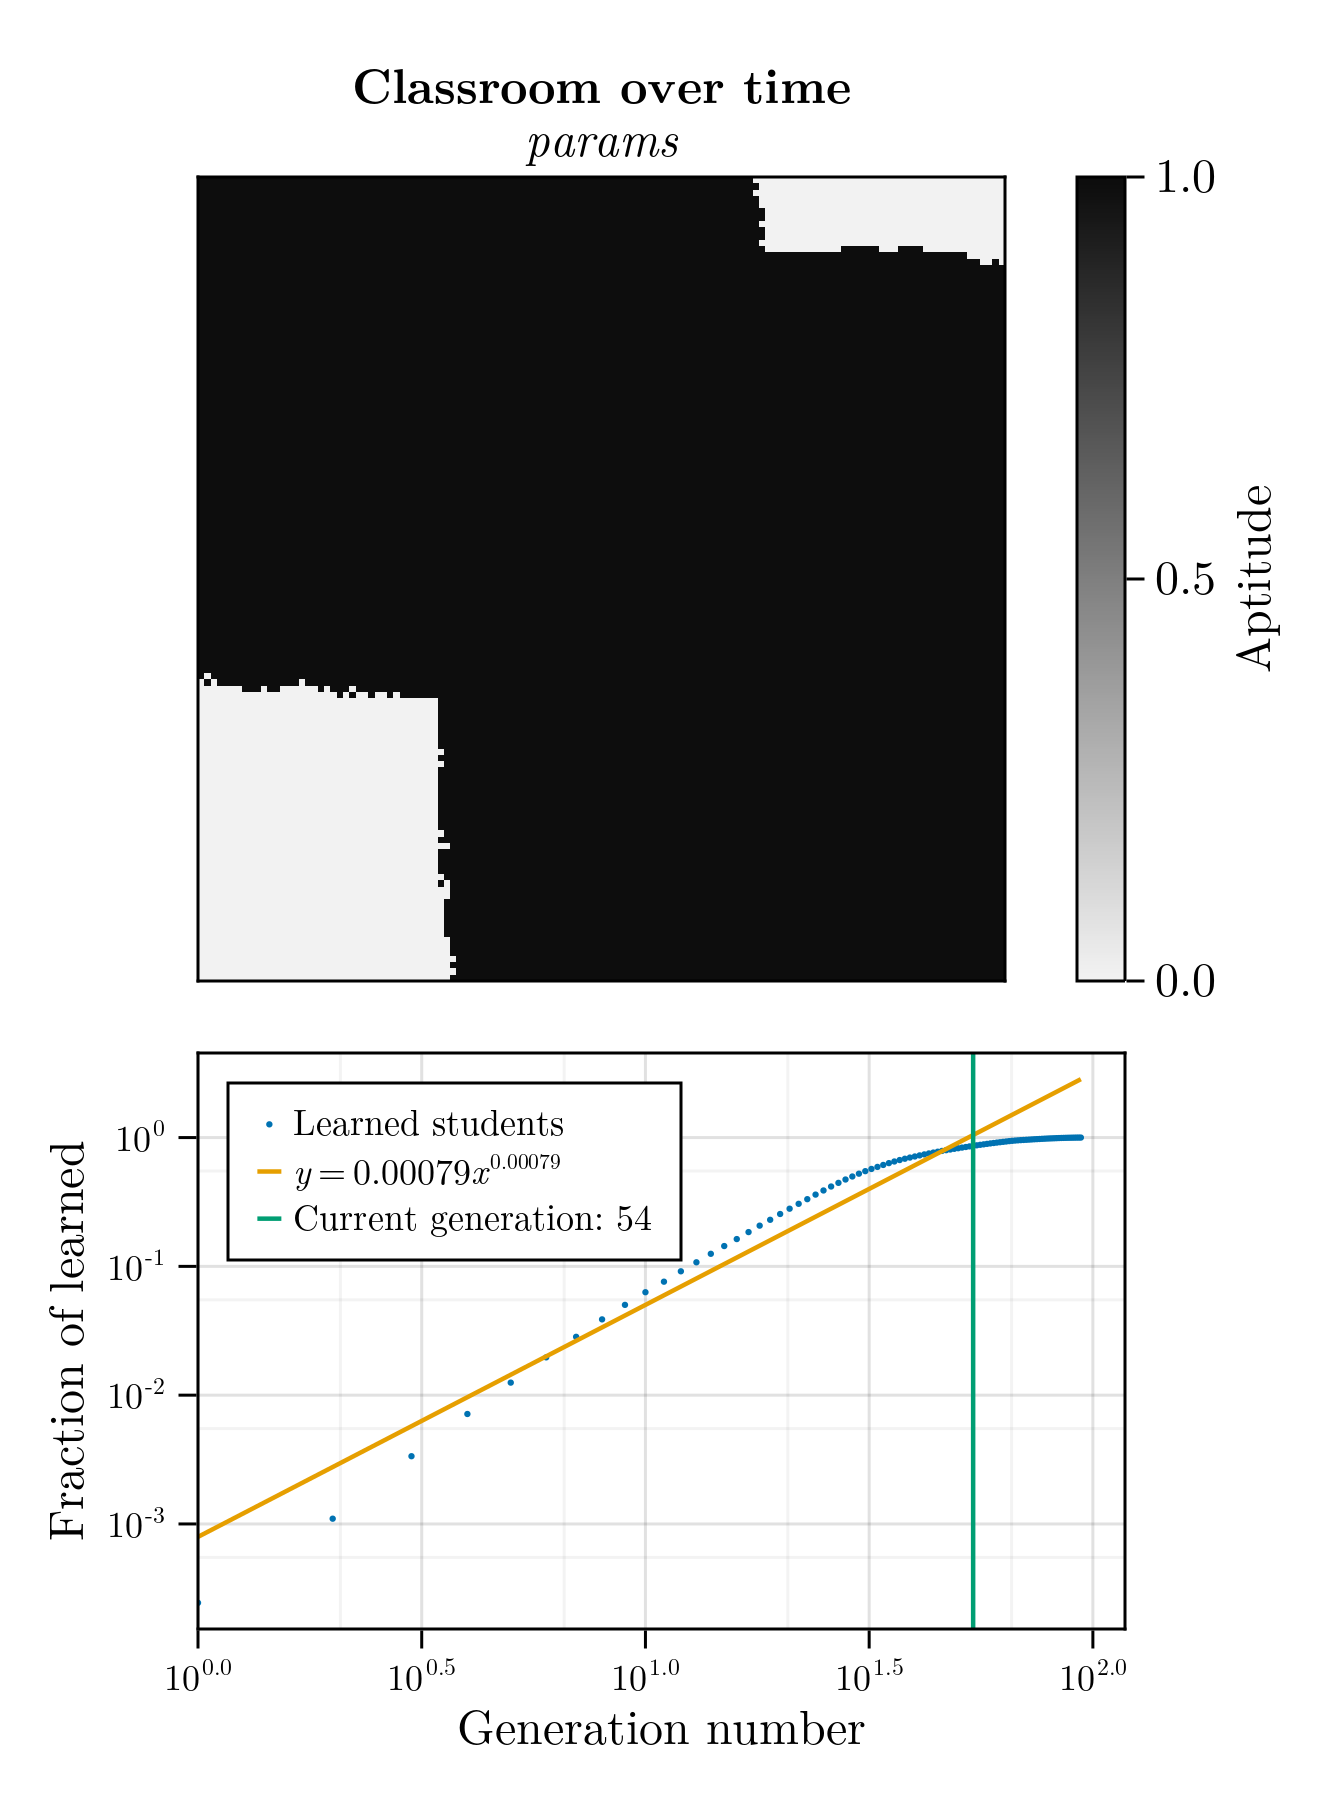 Classroom over time
params
1.0
0.5
0.0
Aptitude
Learned students
y = 0.00079x^0.00079
Current generation: 54
10^0
10^-1
10^-2
10^-3
Fraction of learned
10^0.0 10^0.5 10^1.0 10^1.5 10^2.0
Generation number